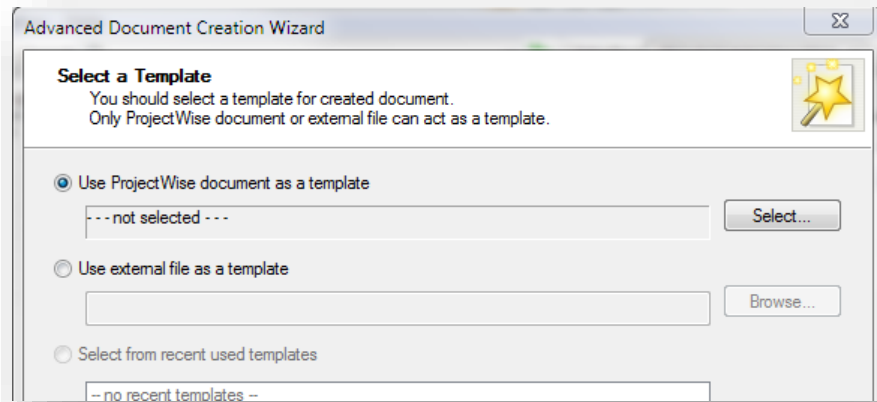 Advanced Document Creation Wizard
Select a Template
You should select a template for created document.
Only ProjectWise document or external file can act as a template.
Use ProjectWise document as a template
- - - not selected - - -
Select...
Use external file as a template
Browse...
Select from recent used templates
-- no recent templates --